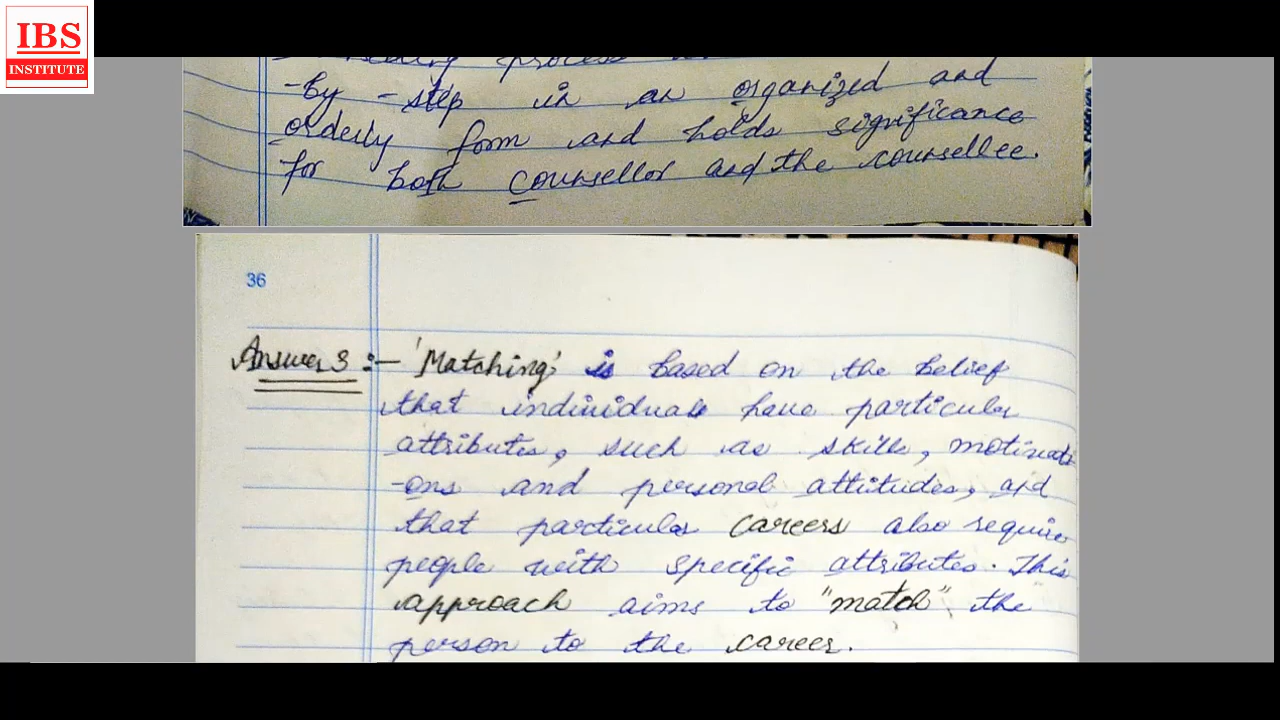 IBS
INSTITUTE
process
-by -step in an organized and
orderly form and holds significance
for both counsellor and the counsellee.
36
Answer 3 :- 'Matching' is based on the belief
that individuals have particular
attributes, such as skills, motivati
-ons and personal attitudes, and
that particular careers also require
people with specific attributes. This
approach aims to "match" the
person to the career.